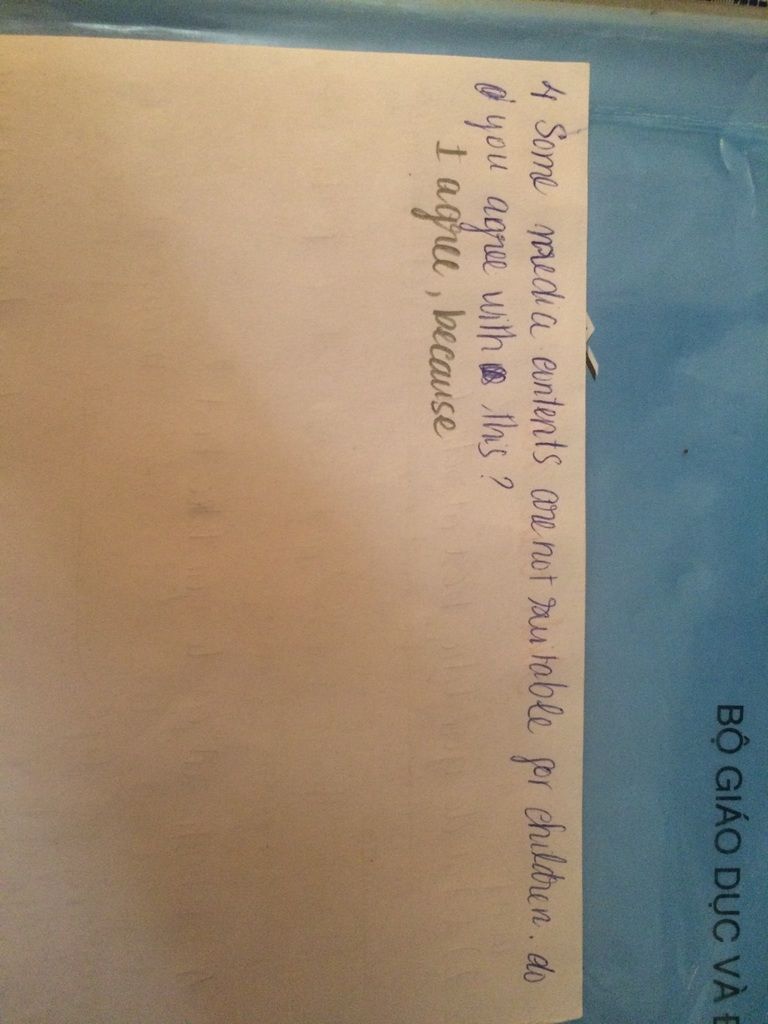 BỘ GIÁO DỤC VÀ
4 Some media contents are not suitable for children. do
you agree with this ?
I agree, because